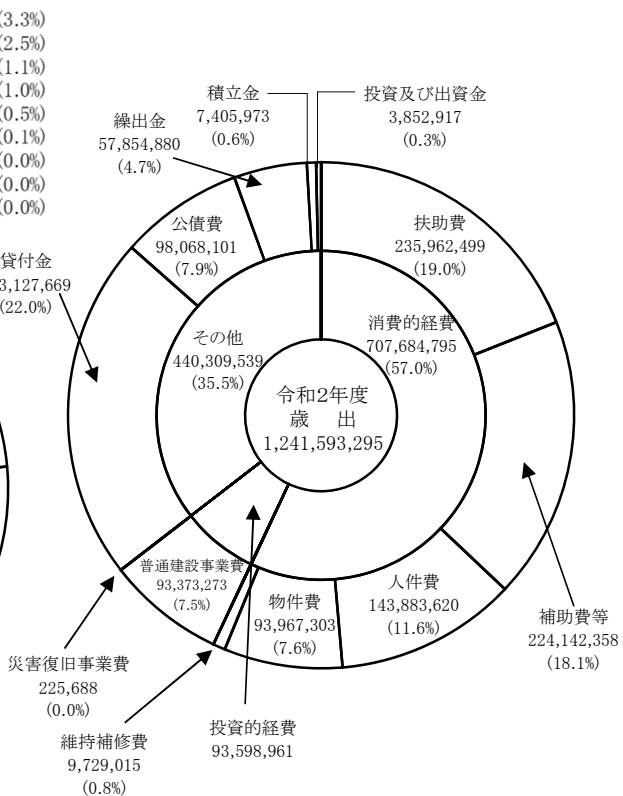 (3.3%)
(2.5%)
(1.1%)
(1.0%)
(0.5%)
(0.1%)
(0.0%)
(0.0%)
(0.0%)
積立金
7,405,973
(0.6%)
投資及び出資金
3,852,917
(0.3%)
繰出金
57,854,880
(4.7%)
公債費
98,068,101
(7.9%)
扶助費
235,962,499
(19.0%)
貸付金
3,127,669
(22.0%)
その他
440,309,539
(35.5%)
消費的経費
707,684,795
(57.0%)
令和2年度
歳 出
1,241,593,295
普通建設事業費
93,373,273
(7.5%)
物件費
93,967,303
(7.6%)
人件費
143,883,620
(11.6%)
補助費等
224,142,358
(18.1%)
災害復旧事業費
225,688
(0.0%)
維持補修費
9,729,015
(0.8%)
投資的経費
93,598,961